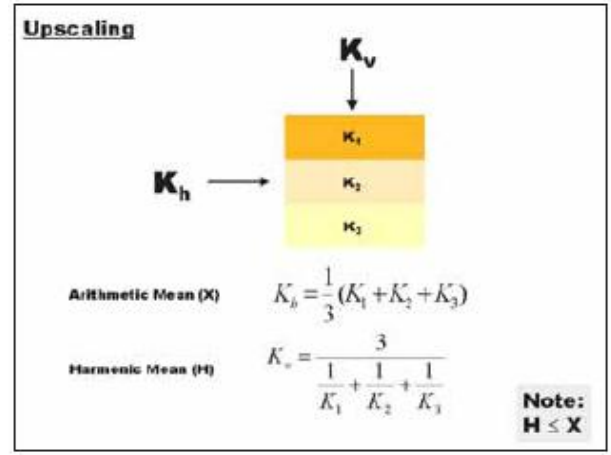 Upscaling
Kᵥ
K₁
Kₕ
K₂
K₃
Arithmetic Mean (X) Kₕ = 1/3 (K₁ + K₂ + K₃)
Harmonic Mean (H) Kᵥ = 3 / (1/K₁ + 1/K₂ + 1/K₃)
Note:
H ≤ X